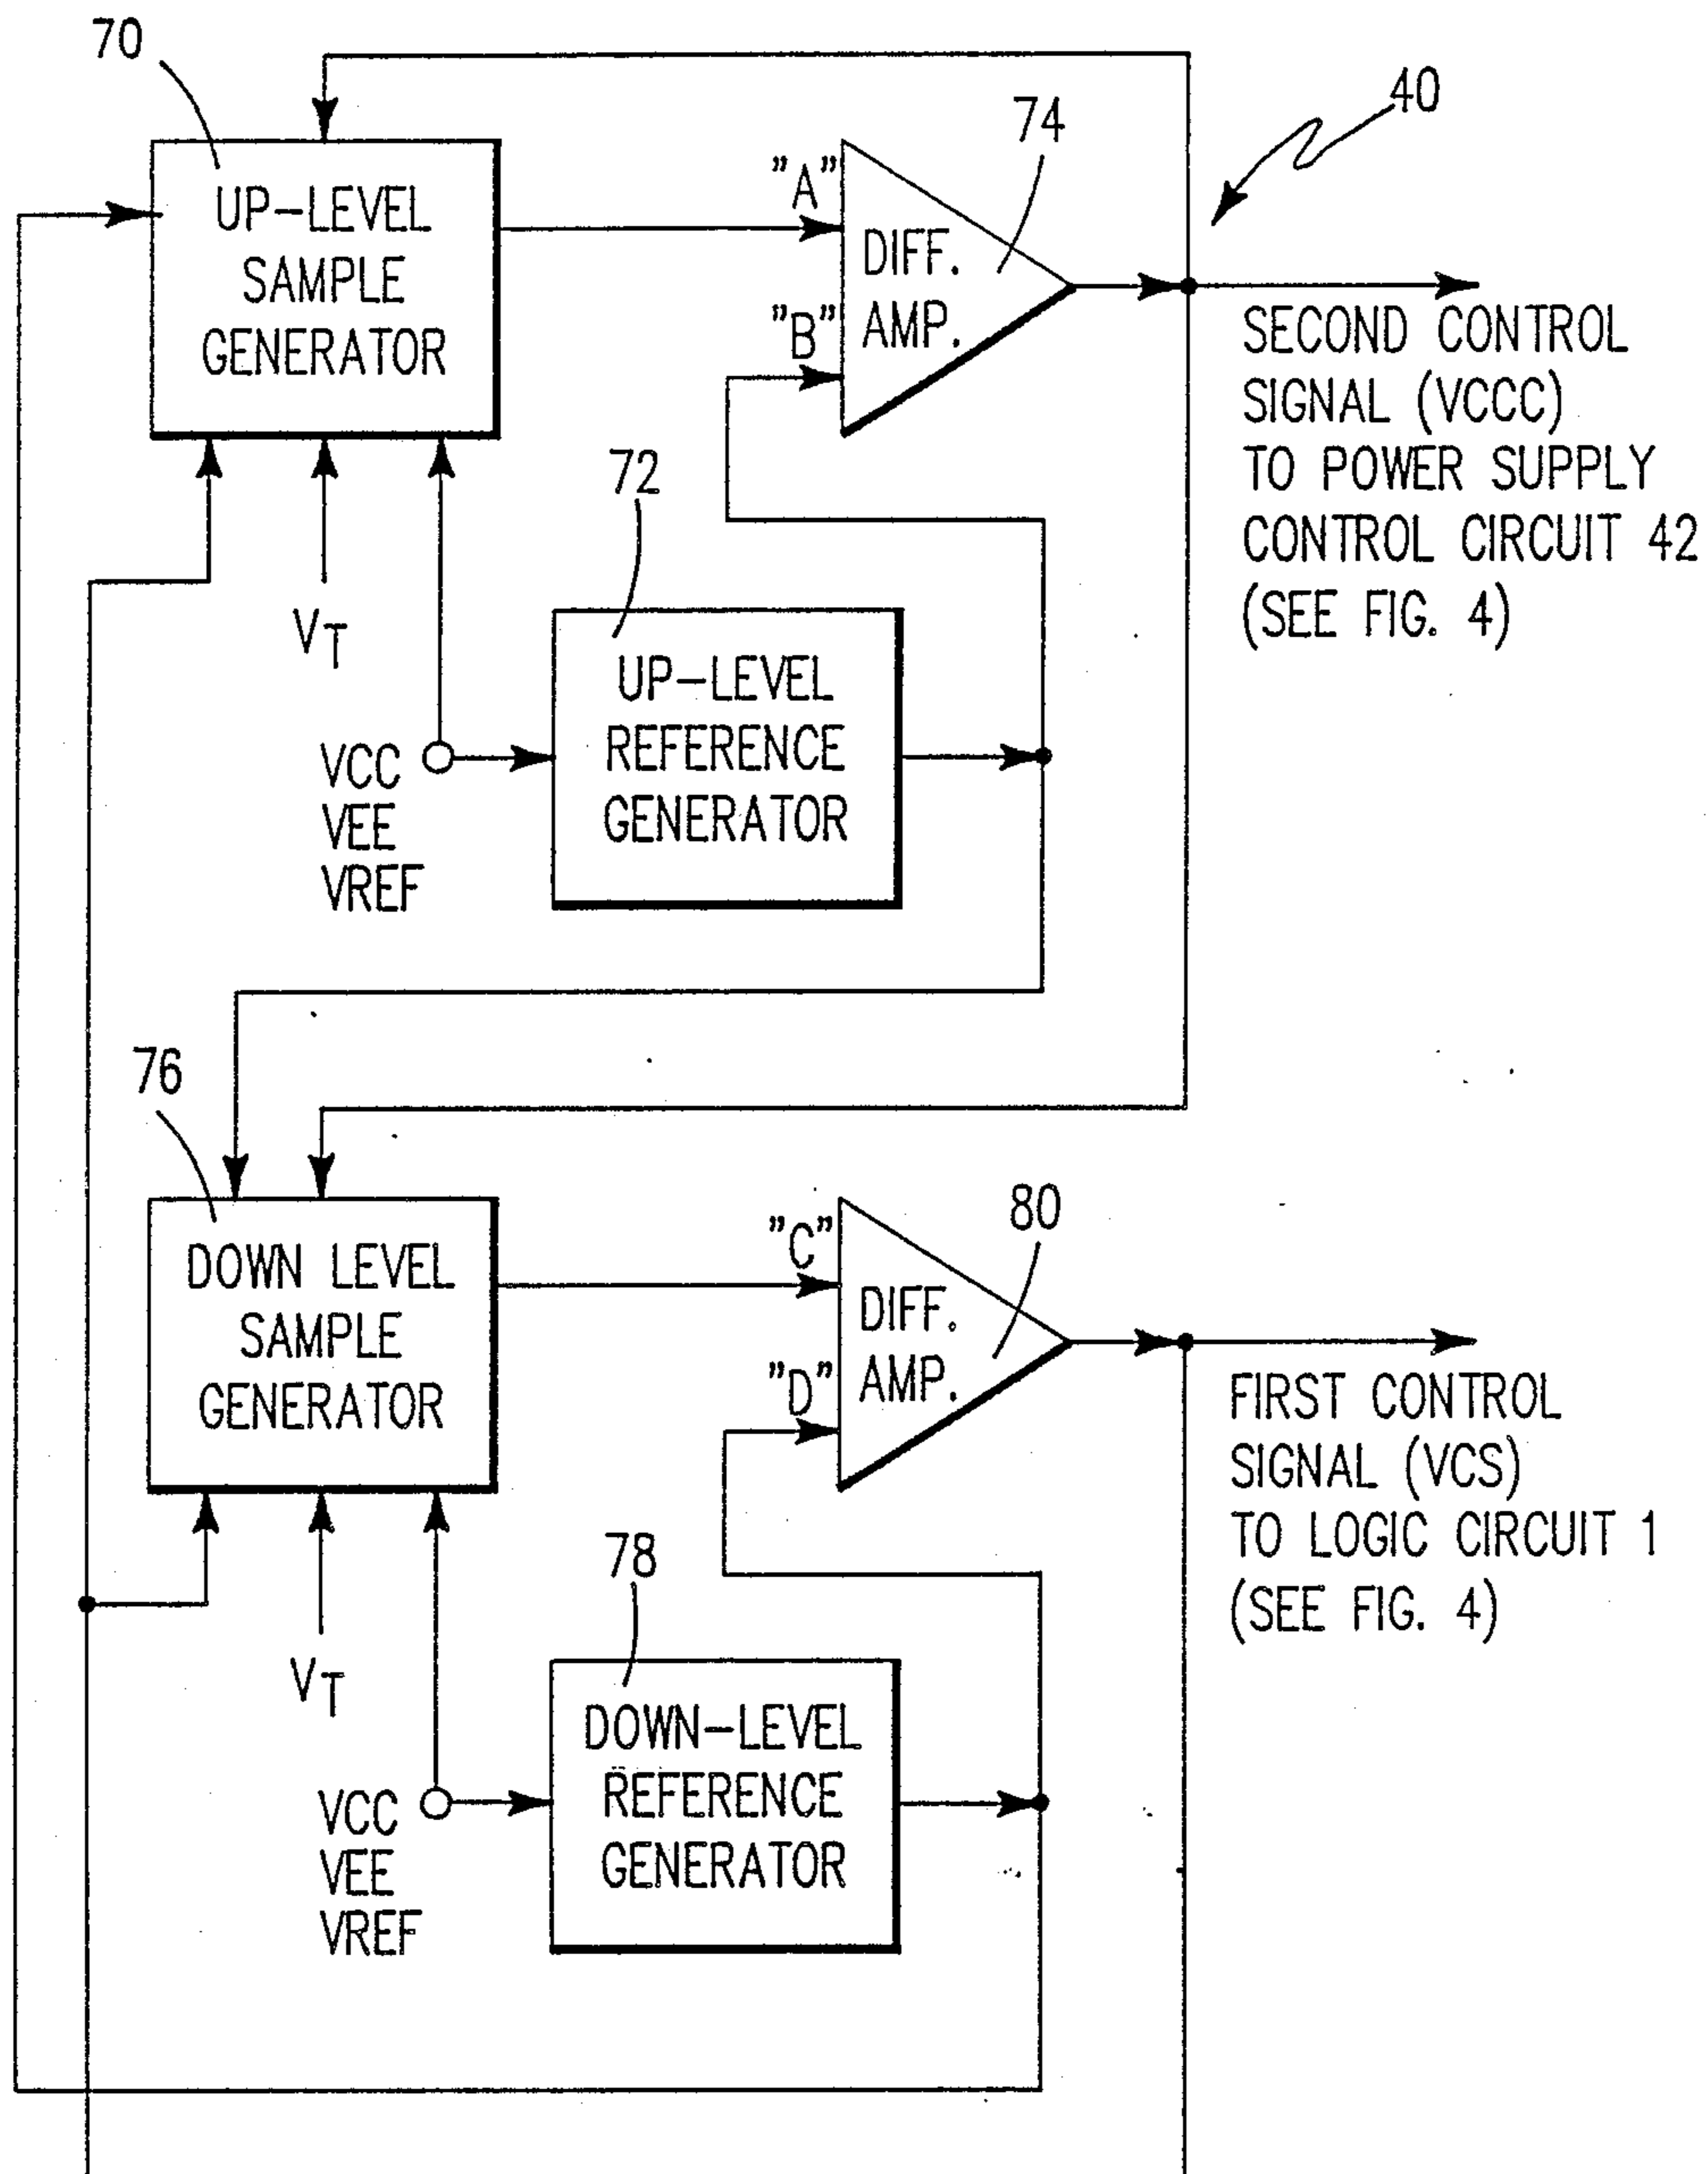 70
40
74
"A"
UP-LEVEL
SAMPLE
GENERATOR
DIFF.
AMP.
"B"
SECOND CONTROL
SIGNAL (VCCC)
TO POWER SUPPLY
CONTROL CIRCUIT 42
(SEE FIG. 4)
72
VT
UP-LEVEL
REFERENCE
GENERATOR
VCC
VEE
VREF
76
80
"C"
DOWN LEVEL
SAMPLE
GENERATOR
DIFF.
AMP.
"D"
FIRST CONTROL
SIGNAL (VCS)
TO LOGIC CIRCUIT 1
(SEE FIG. 4)
78
VT
DOWN-LEVEL
REFERENCE
GENERATOR
VCC
VEE
VREF